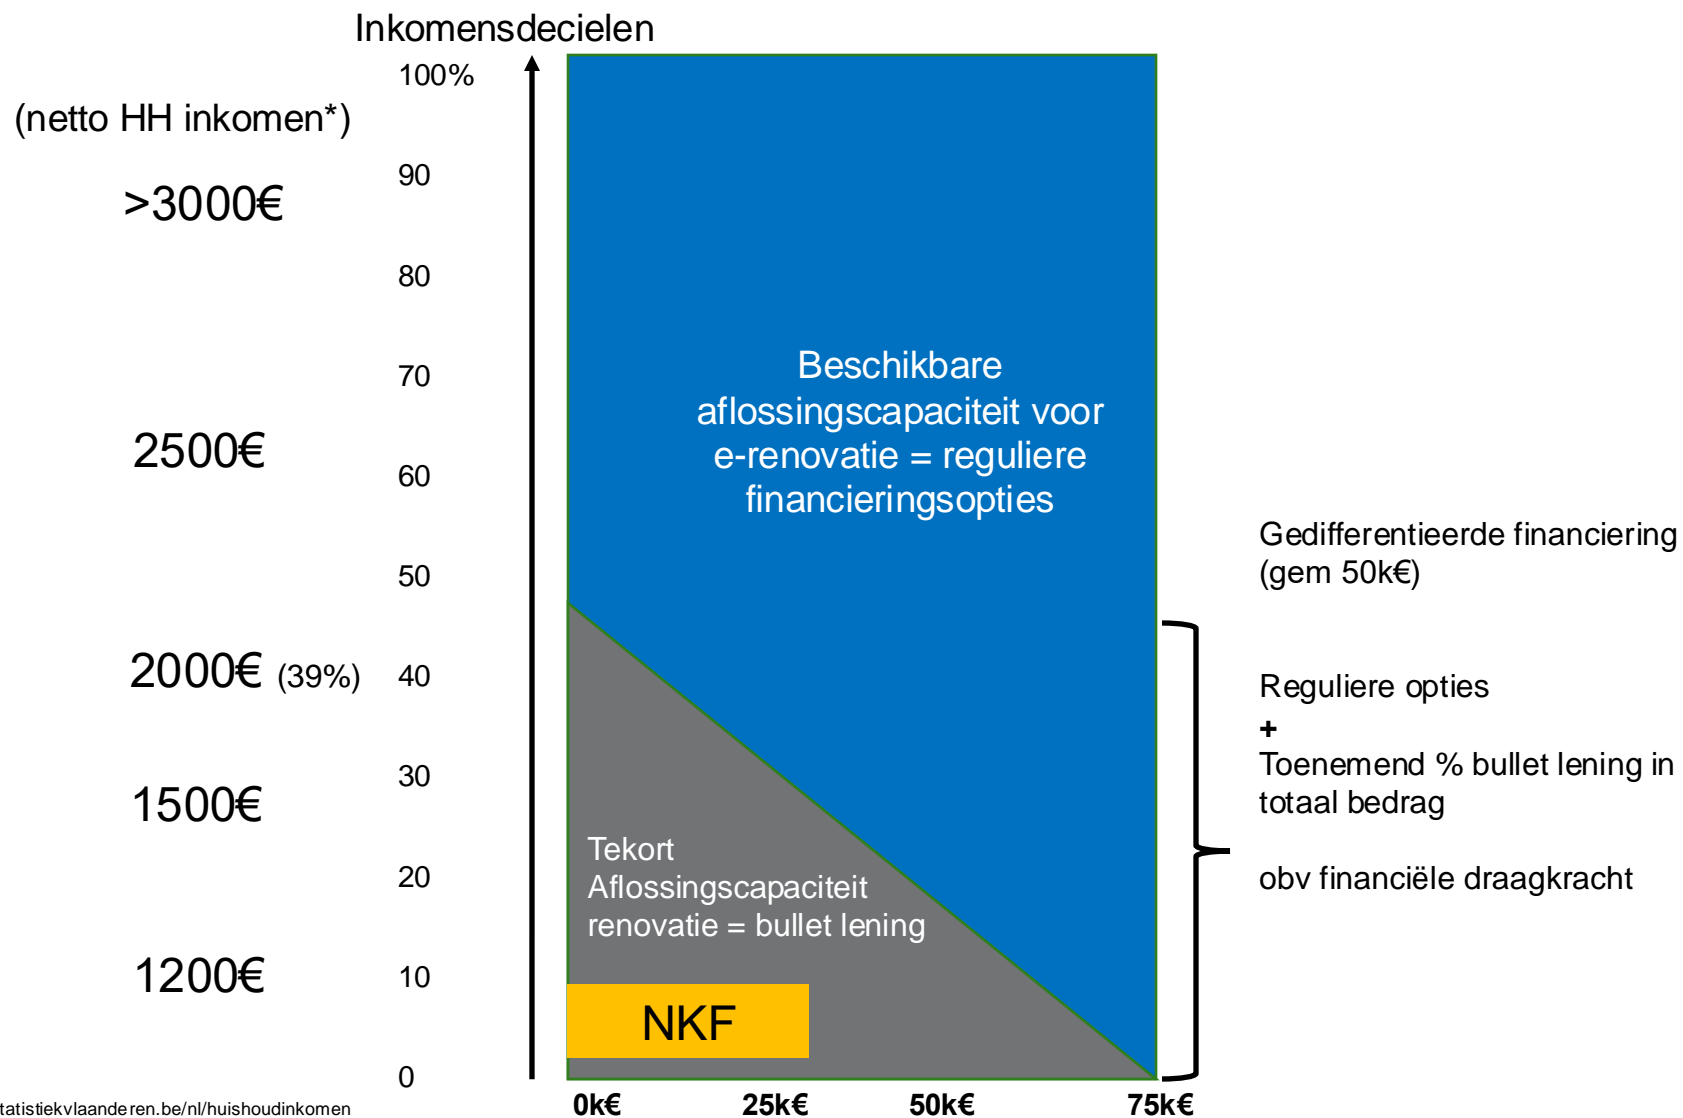 Inkomensdecielen
100%
(netto HH inkomen*)
90
>3000€
80
Beschikbare
aflossingscapaciteit voor
e-renovatie = reguliere
financieringsopties
70
2500€
60
Gedifferentieerde financiering
(gem 50k€)
50
2000€ (39%)
40
Reguliere opties
+
Toenemend % bullet lening in
totaal bedrag
obv financiële draagkracht
30
1500€
Tekort
Aflossingscapaciteit
renovatie = bullet lening
20
1200€
10
NKF
0
0k€ 25k€ 50k€ 75k€
tatistiekvlaanderen.be/nl/huishoudinkomen